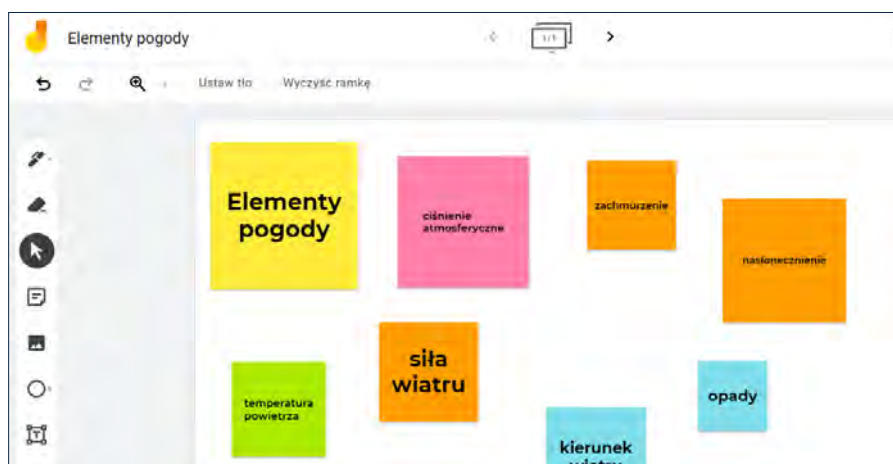 Elementy pogody
1/1
Ustaw tło Wyczyść ramkę
Elementy
pogody
ciśnienie
atmosferyczne
zachmurzenie
nasłonecznienie
siła
wiatru
temperatura
powietrza
opady
kierunek
wiatru